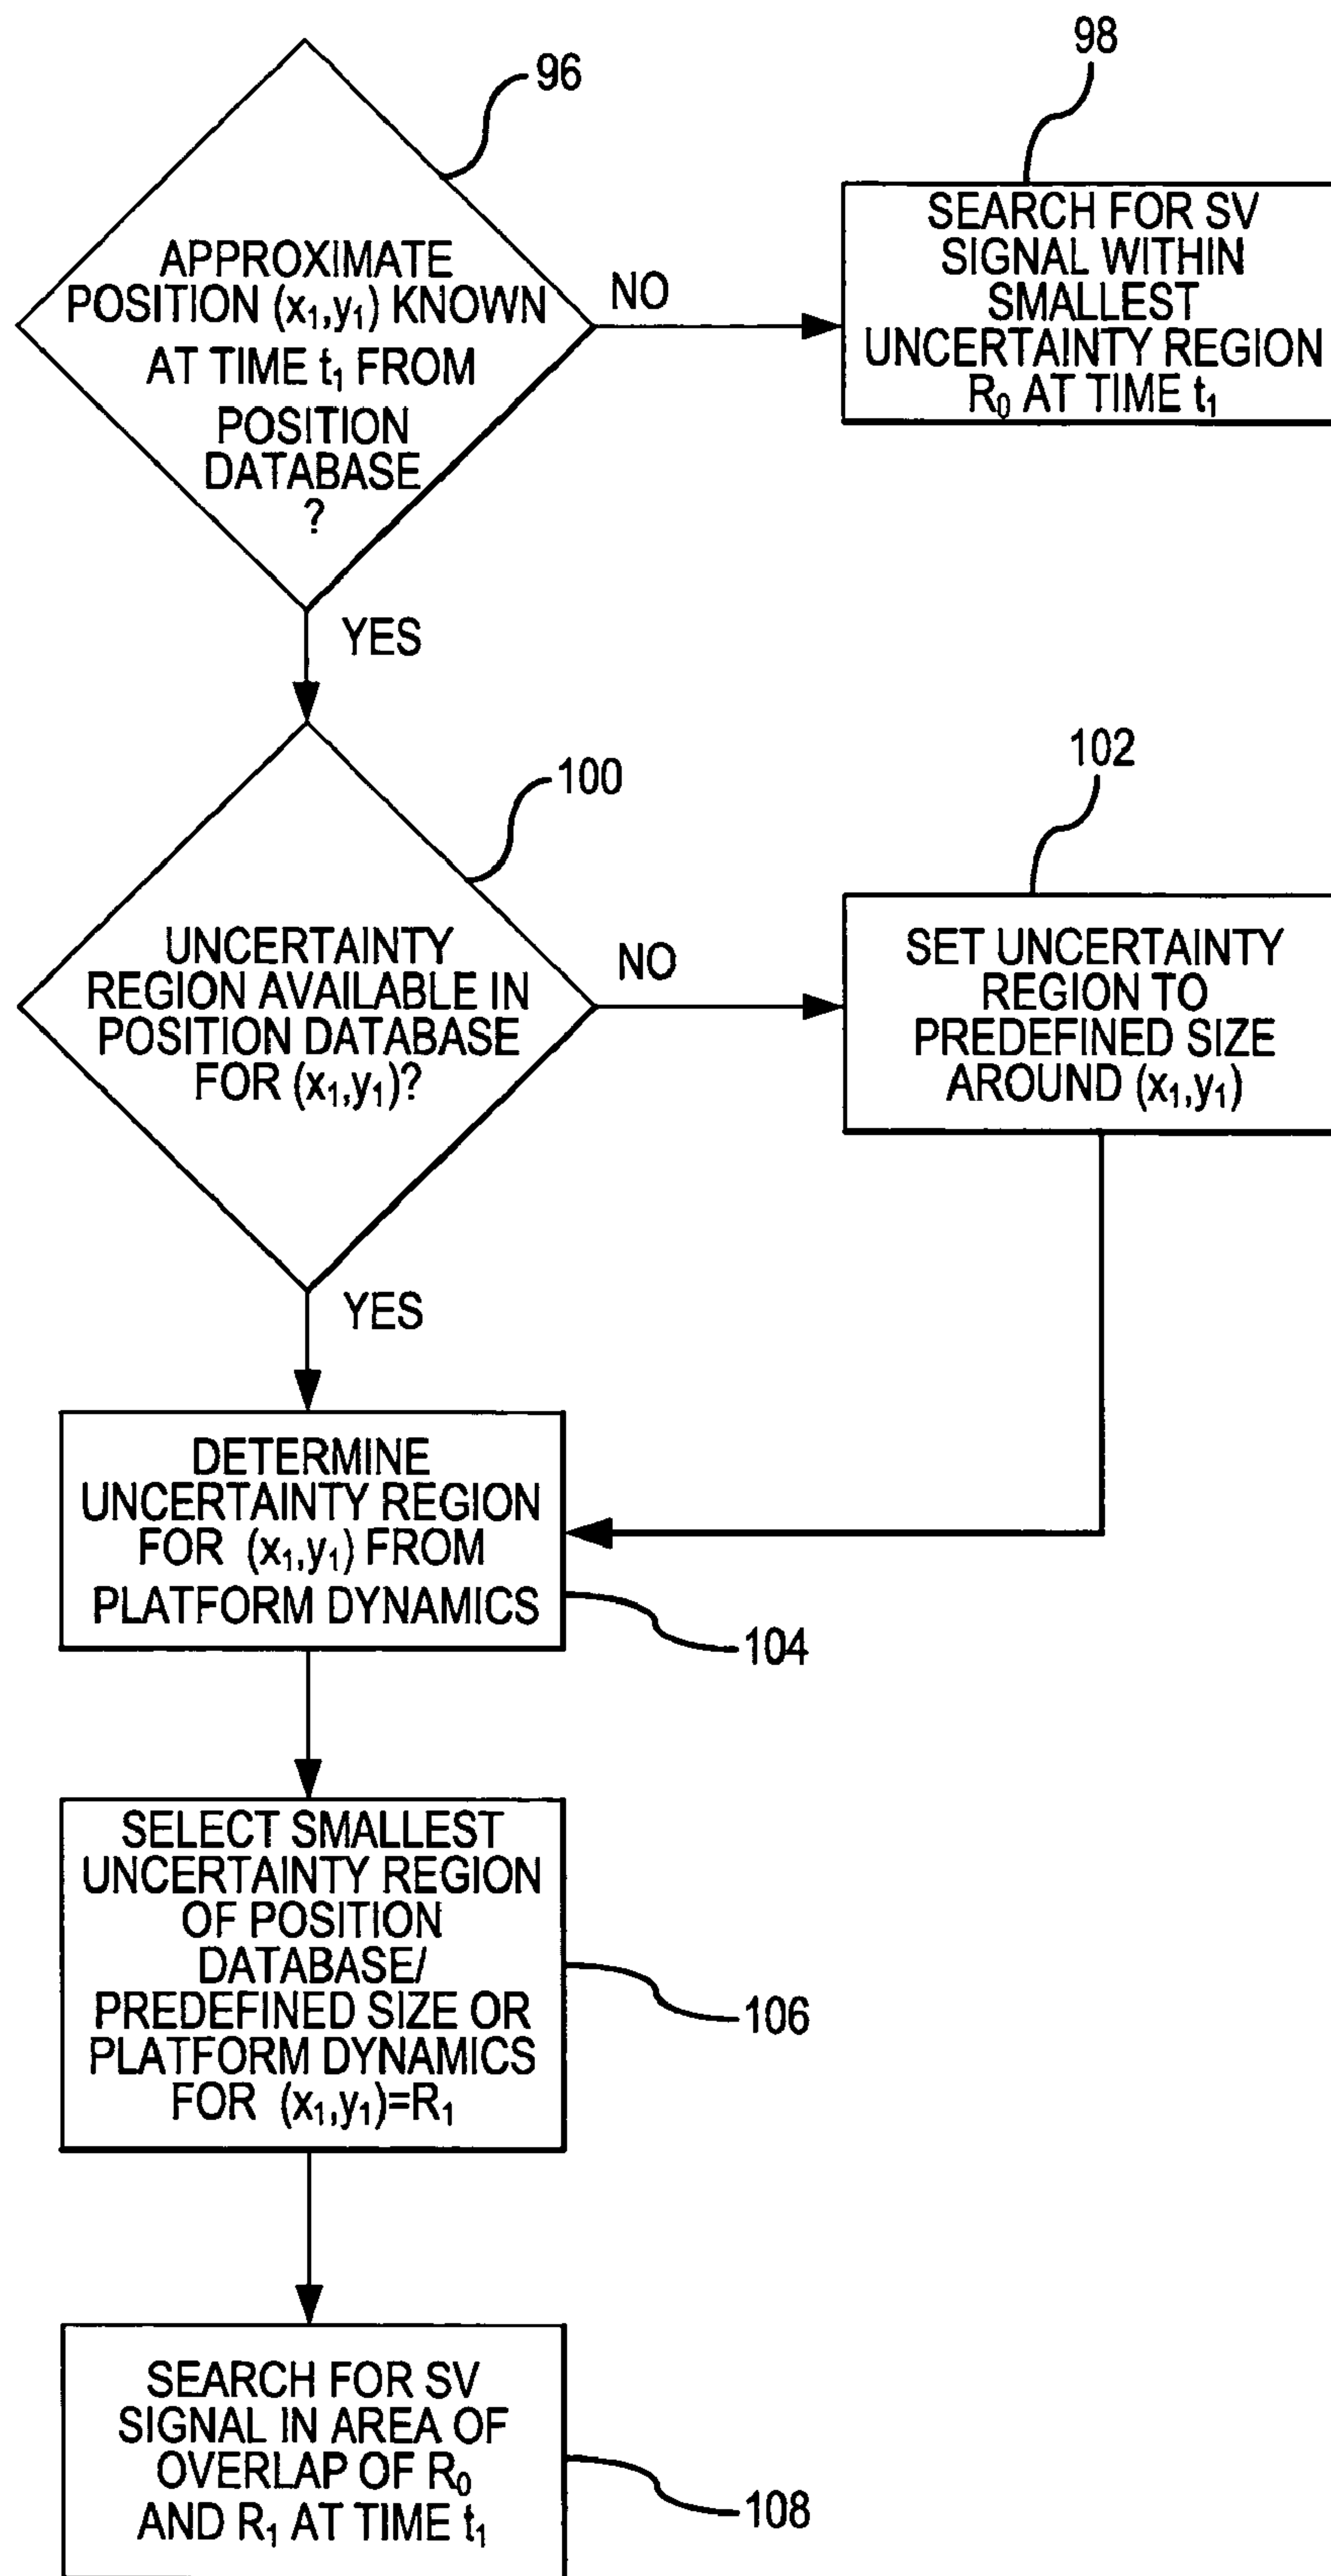 96
98
APPROXIMATE
POSITION (x₁,y₁) KNOWN
AT TIME t₁ FROM
POSITION
DATABASE
?
NO
SEARCH FOR SV
SIGNAL WITHIN
SMALLEST
UNCERTAINTY REGION
R₀ AT TIME t₁
YES
100
102
UNCERTAINTY
REGION AVAILABLE IN
POSITION DATABASE
FOR (x₁,y₁)?
NO
SET UNCERTAINTY
REGION TO
PREDEFINED SIZE
AROUND (x₁,y₁)
YES
DETERMINE
UNCERTAINTY REGION
FOR (x₁,y₁) FROM
PLATFORM DYNAMICS
104
SELECT SMALLEST
UNCERTAINTY REGION
OF POSITION
DATABASE/
PREDEFINED SIZE OR
PLATFORM DYNAMICS
FOR (x₁,y₁)=R₁
106
SEARCH FOR SV
SIGNAL IN AREA OF
OVERLAP OF R₀
AND R₁ AT TIME t₁
108